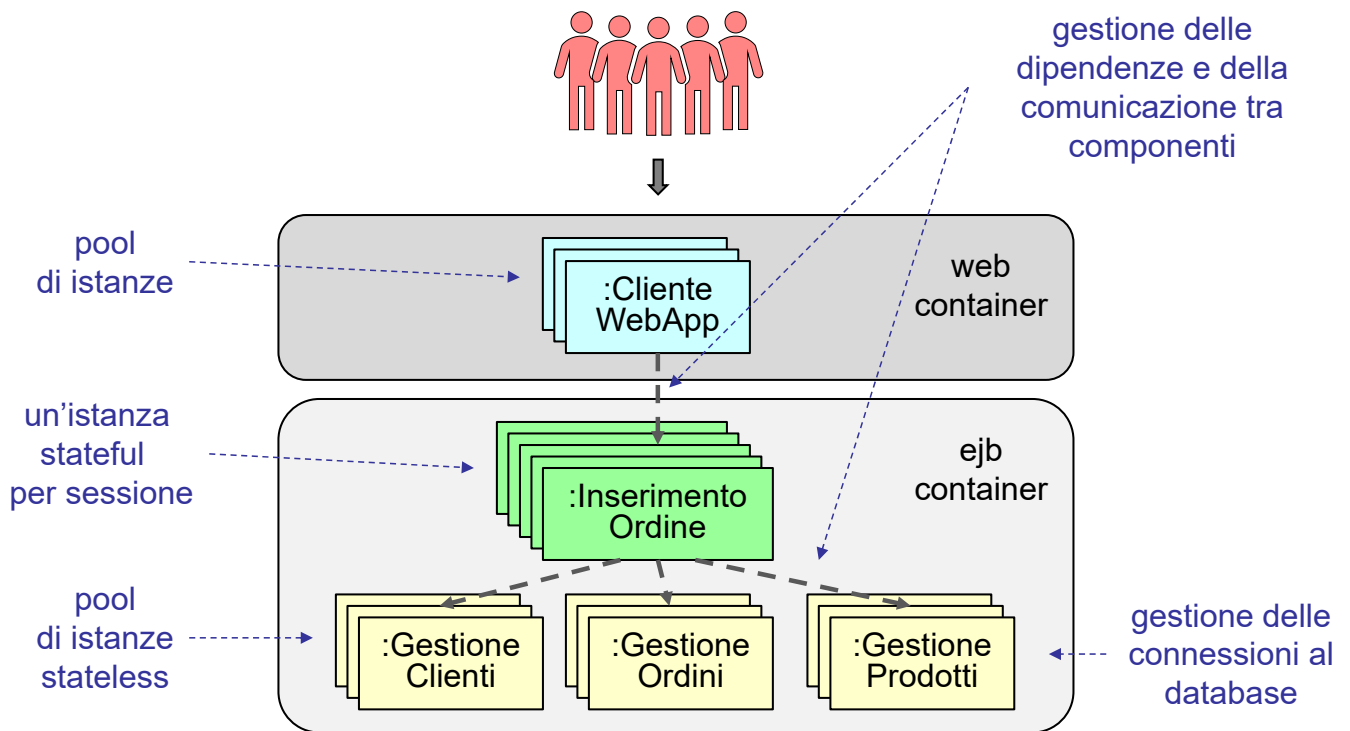 gestione delle
dipendenze e della
comunicazione tra
componenti
pool
di istanze
:Cliente
WebApp
web
container
un'istanza
stateful
per sessione
:Inserimento
Ordine
ejb
container
pool
di istanze
stateless
:Gestione
Clienti
:Gestione
Ordini
:Gestione
Prodotti
gestione delle
connessioni al
database